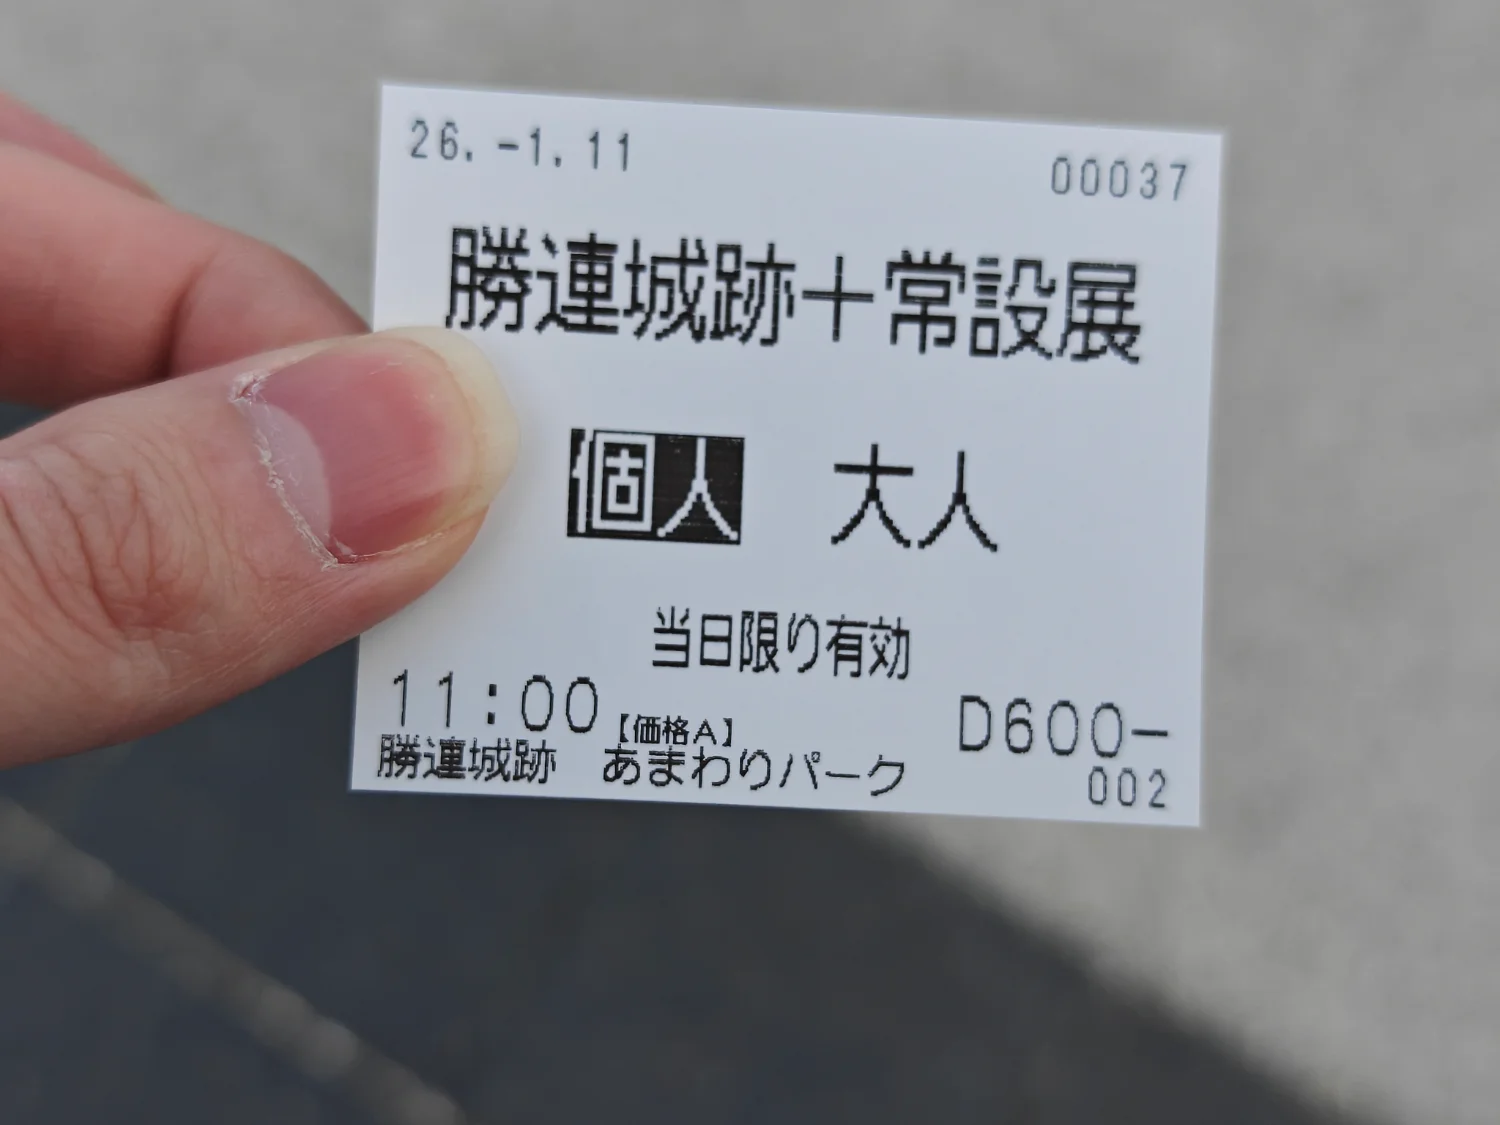 26.-1.11 00037
勝連城跡＋常設展
個人 大人
当日限り有効
11:00 【価格A】 D600-
勝連城跡 あまわりパーク 002